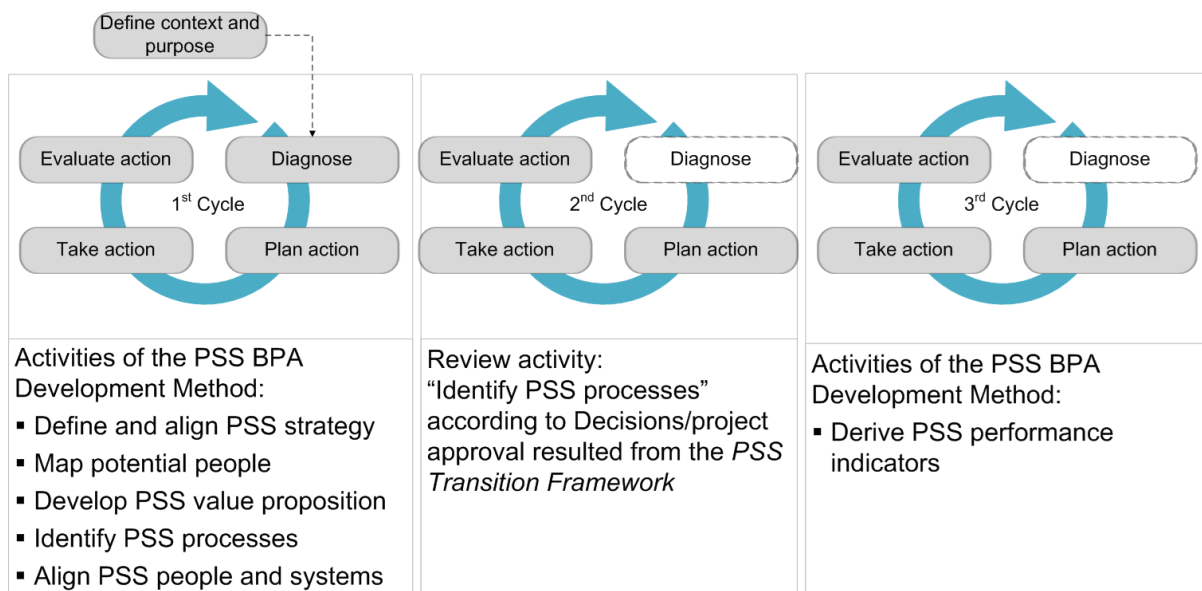 Define context and
purpose
Evaluate action
Diagnose
1st Cycle
Take action
Plan action
Activities of the PSS BPA
Development Method:
▪ Define and align PSS strategy
▪ Map potential people
▪ Develop PSS value proposition
▪ Identify PSS processes
▪ Align PSS people and systems
Evaluate action
Diagnose
2nd Cycle
Take action
Plan action
Review activity:
“Identify PSS processes”
according to Decisions/project
approval resulted from the PSS
Transition Framework
Evaluate action
Diagnose
3rd Cycle
Take action
Plan action
Activities of the PSS BPA
Development Method:
▪ Derive PSS performance
indicators